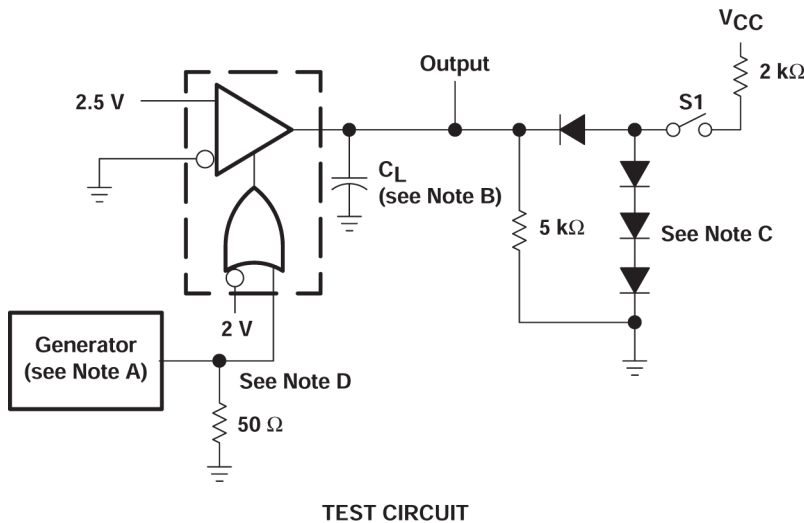 VCC
2 kΩ
Output
S1
2.5 V
CL
(see Note B)
5 kΩ
See Note C
2 V
Generator
(see Note A)
See Note D
50 Ω
TEST CIRCUIT